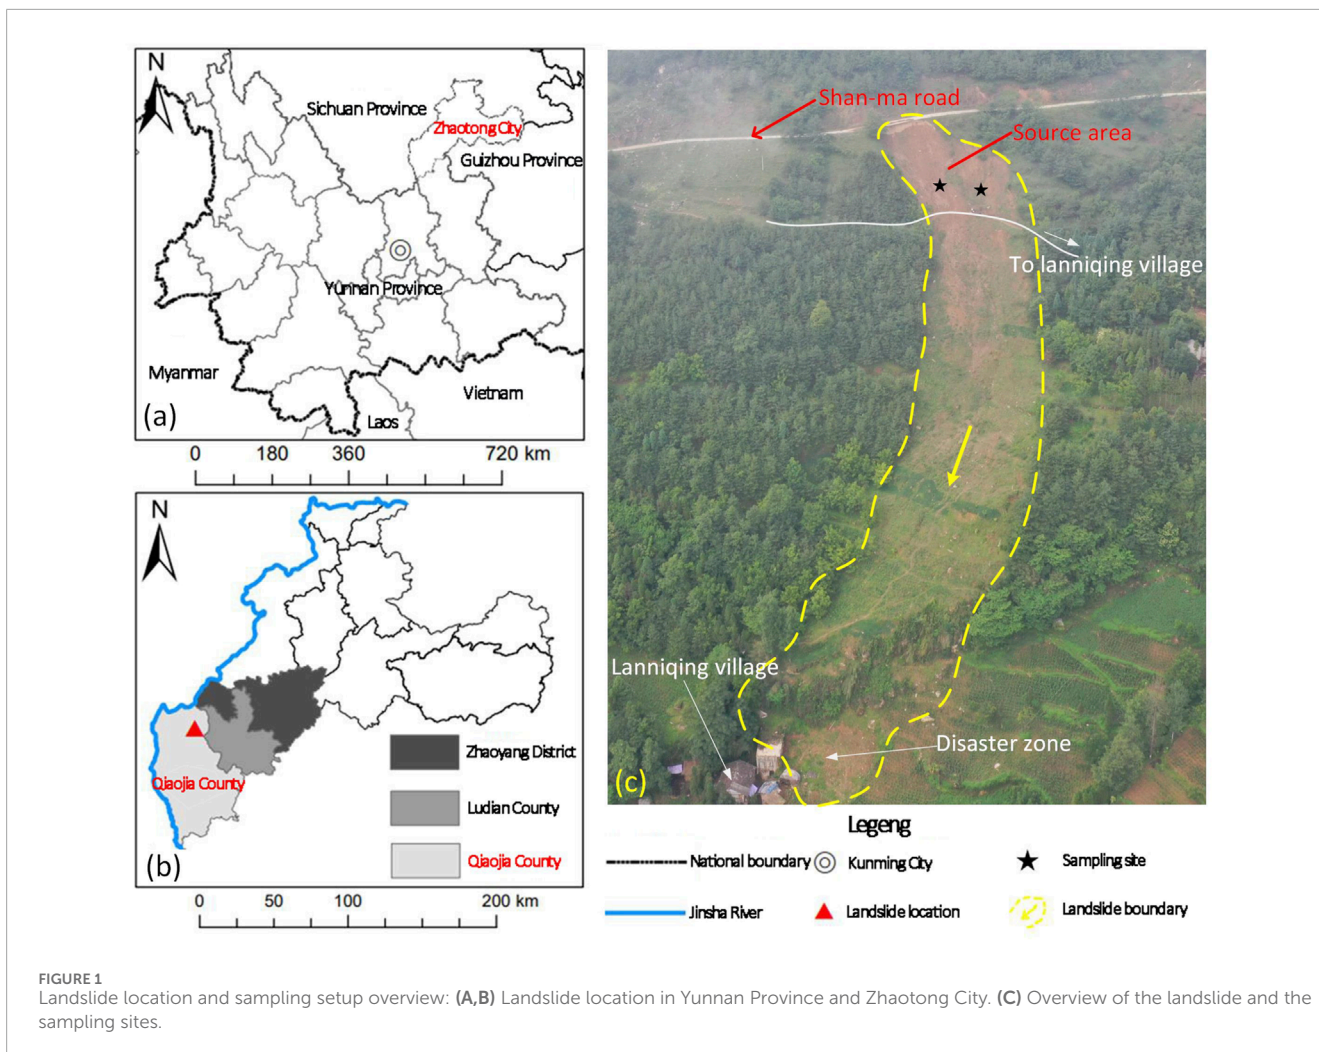 N
Sichuan Province
Zhaotong City
Guizhou Province
Yunnan Province
Myanmar
Vietnam
Laos
(a)
0 180 360 720 km
N
Zhaoyang District
Ludian County
Qiaojia County
Qiaojia County
(b)
0 50 100 200 km
Shan-ma road
Source area
To lanniqing village
Lanniqing village
Disaster zone
(c)
Legeng
National boundary
Kunming City
Sampling site
Jinsha River
Landslide location
Landslide boundary
FIGURE 1
Landslide location and sampling setup overview: (A,B) Landslide location in Yunnan Province and Zhaotong City. (C) Overview of the landslide and the
sampling sites.